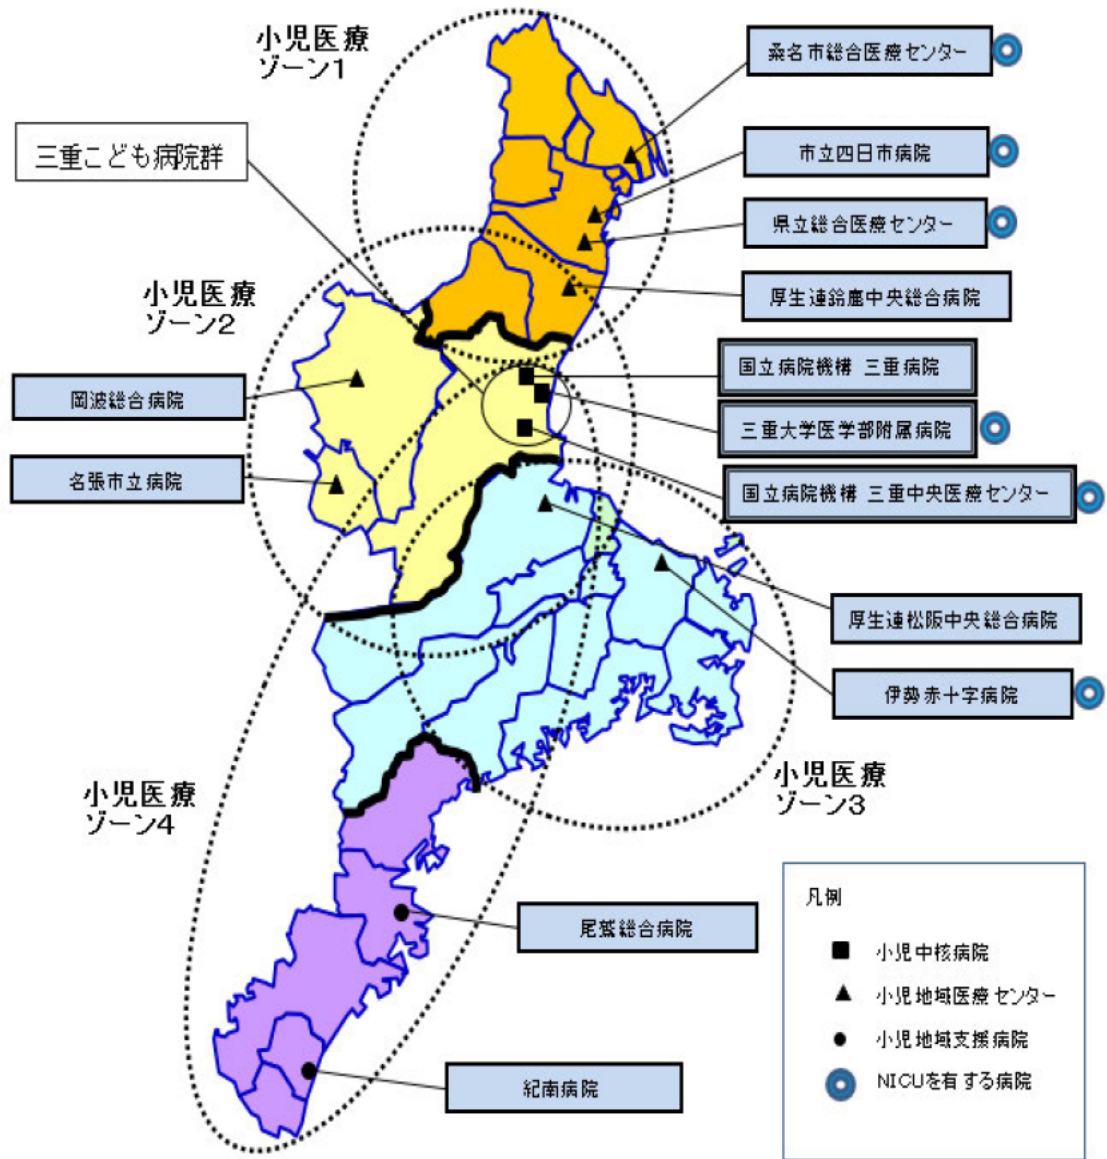 小児医療
ゾーン1
桑名市総合医療センター
三重こども病院群
市立四日市病院
県立総合医療センター
小児医療
ゾーン2
厚生連鈴鹿中央総合病院
国立病院機構 三重病院
岡波総合病院
三重大学医学部附属病院
名張市立病院
国立病院機構 三重中央医療センター
厚生連松阪中央総合病院
伊勢赤十字病院
小児医療
ゾーン4
小児医療
ゾーン3
凡例
尾鷲総合病院
小児中核病院
小児地域医療センター
小児地域支援病院
NICUを有する病院
紀南病院